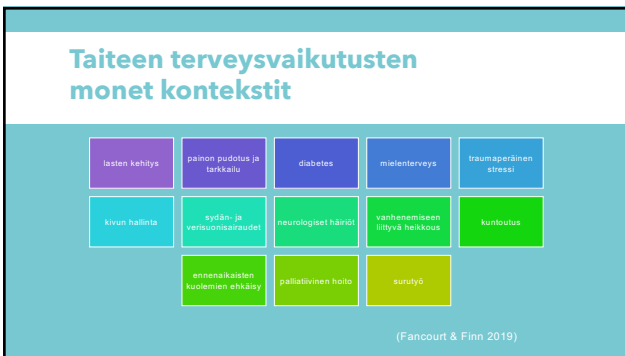 Taiteen terveysvaikutusten
monet kontekstit
lasten kehitys
painon pudotus ja
tarkkailu
diabetes
mielenterveys
traumaperäinen
stressi
kivun hallinta
sydän- ja
verisuonisairaudet
neurologiset häiriöt
vanhenemiseen
liittyvä heikkous
kuntoutus
ennenaikaisten
kuolemien ehkäisy
palliatiivinen hoito
surutyö
(Fancourt & Finn 2019)